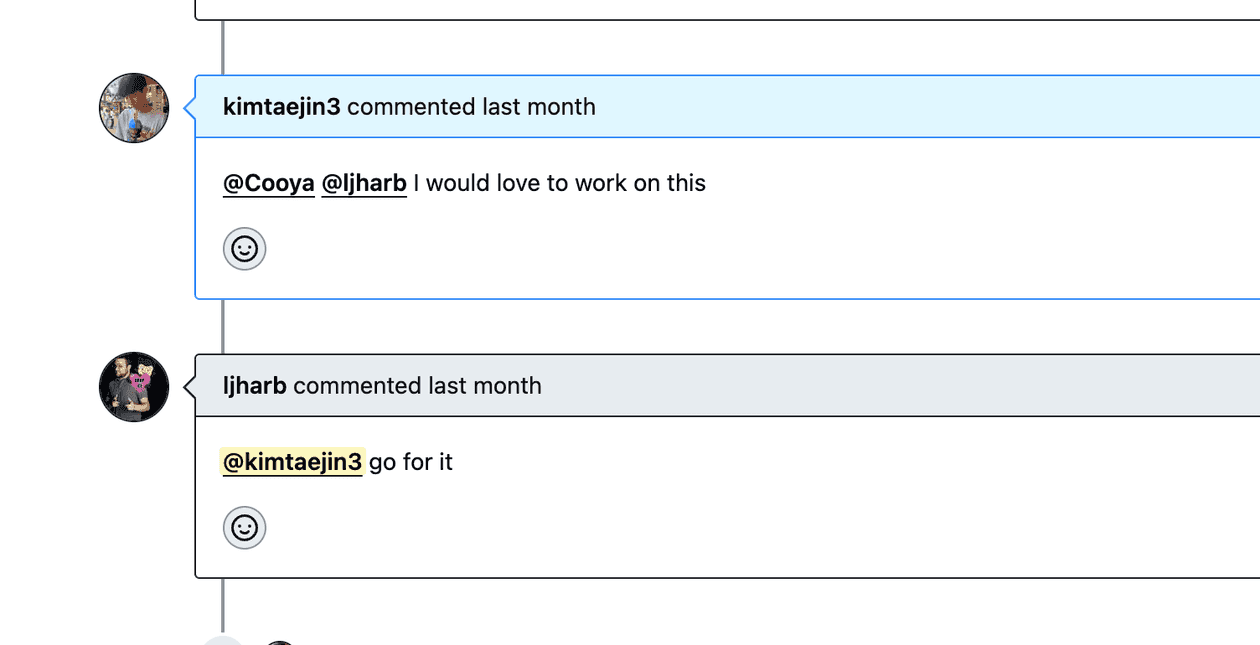 kimtaejin3 commented last month
@Cooya @ljharb I would love to work on this
ljharb commented last month
@kimtaejin3 go for it